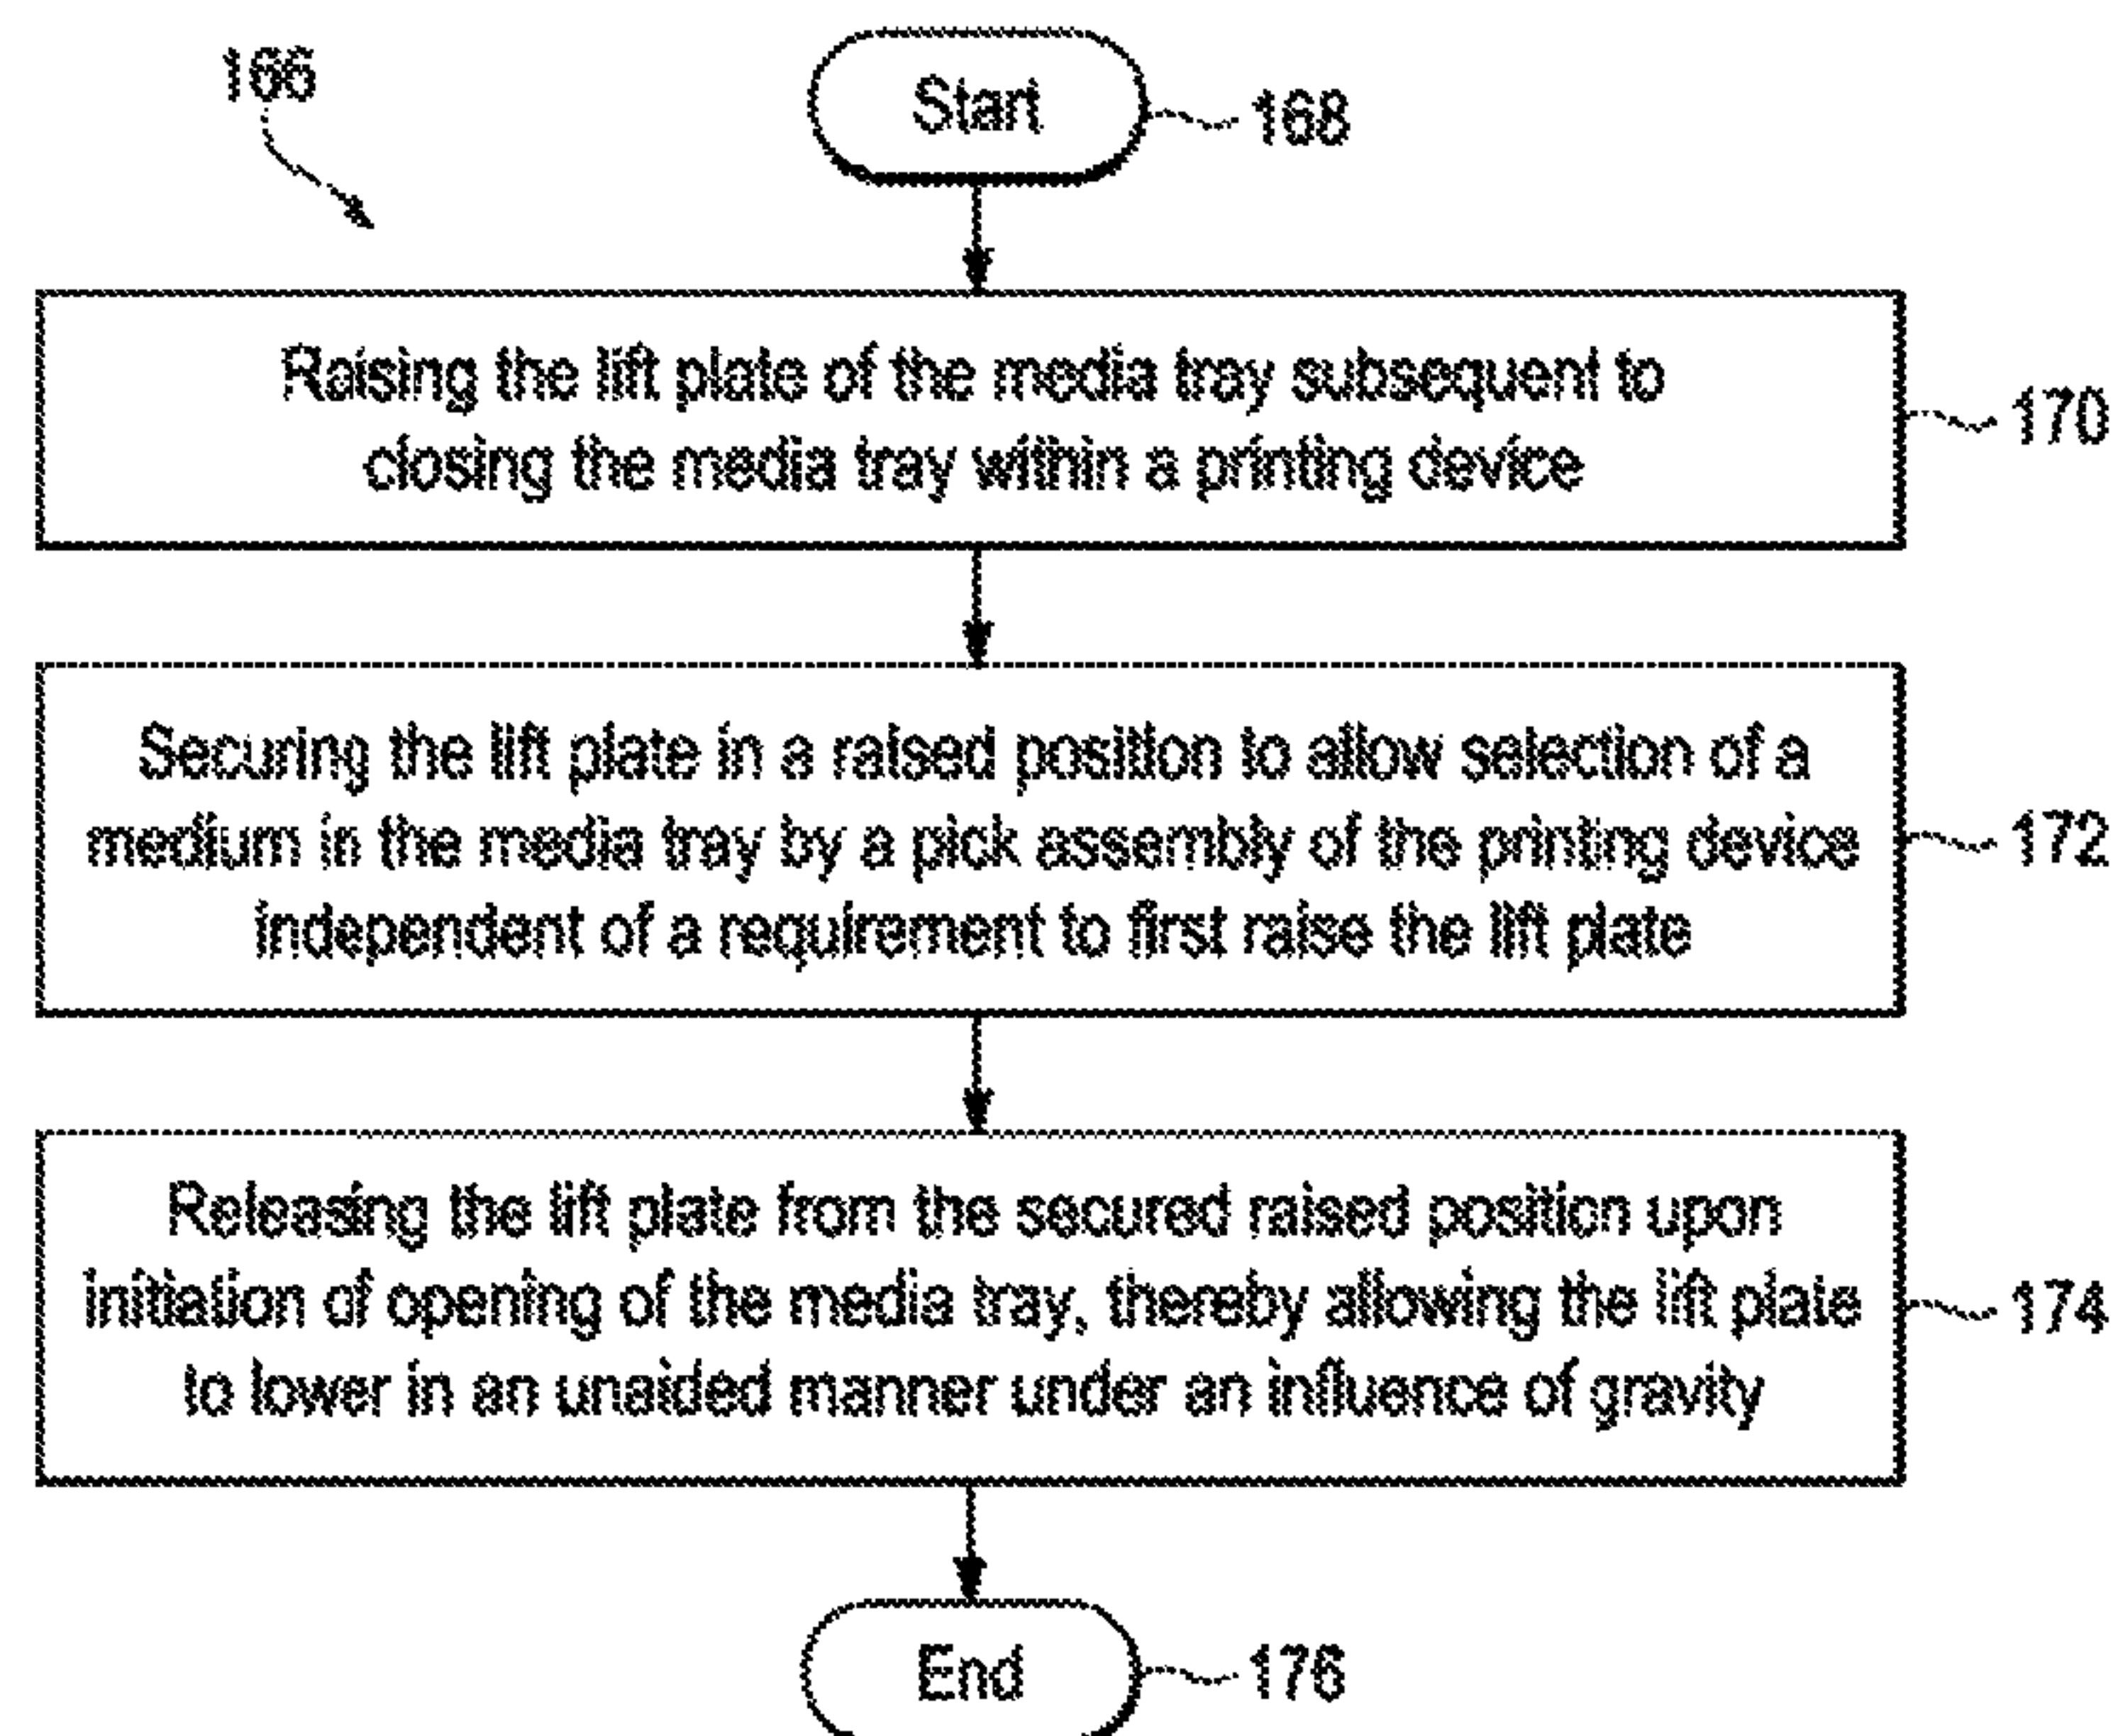 166
Start
168
Raising the lift plate of the media tray subsequent to
closing the media tray within a printing device
170
Securing the lift plate in a raised position to allow selection of a
medium in the media tray by a pick assembly of the printing device
independent of a requirement to first raise the lift plate
172
Releasing the lift plate from the secured raised position upon
initiation of opening of the media tray, thereby allowing the lift plate
to lower in an unaided manner under an influence of gravity
174
End
176